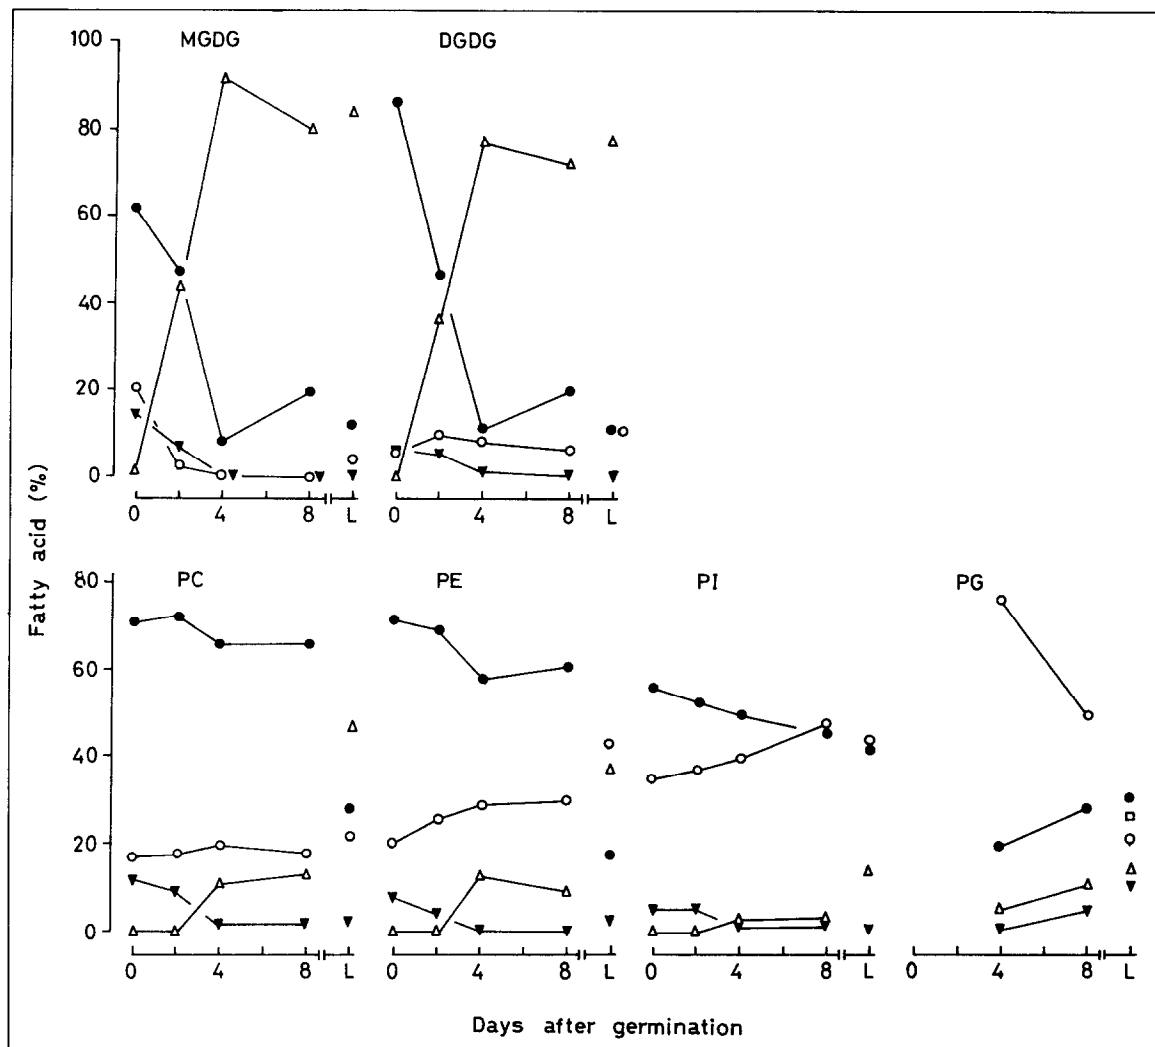 MGDG DGDG
100
80
60
40
20
0
0 4 8 L 0 4 8 L
Fatty acid (%)
PC PE PI PG
80
60
40
20
0
0 4 8 L 0 4 8 L 0 4 8 L 0 4 8 L
Days after germination